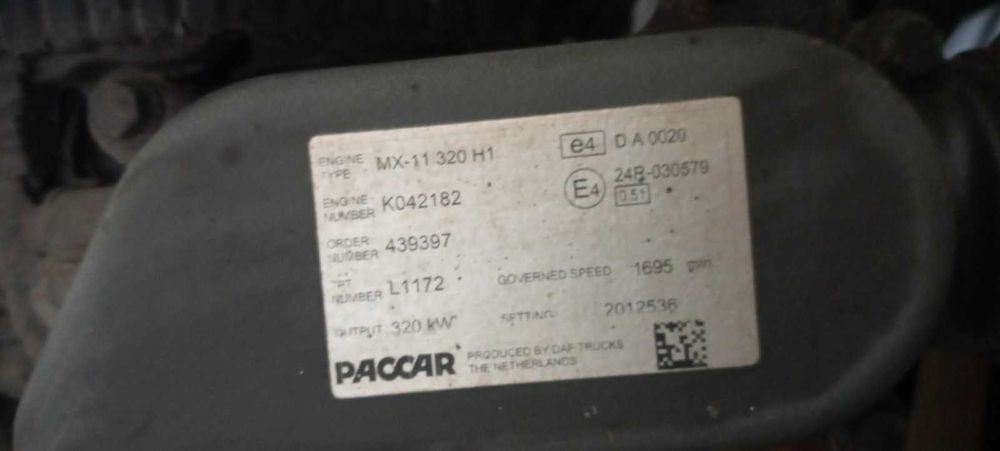 ENGINE TYPE MX-11 320 H1
e4 D A 0020
ENGINE NUMBER K042182
E4 24R-030579
0.51
ORDER NUMBER 439397
NUMBER L1172
GOVERNED SPEED 1695
OUTPUT 320 kW
SETTING 2012536
PACCAR
PRODUCED BY DAF TRUCKS
THE NETHERLANDS